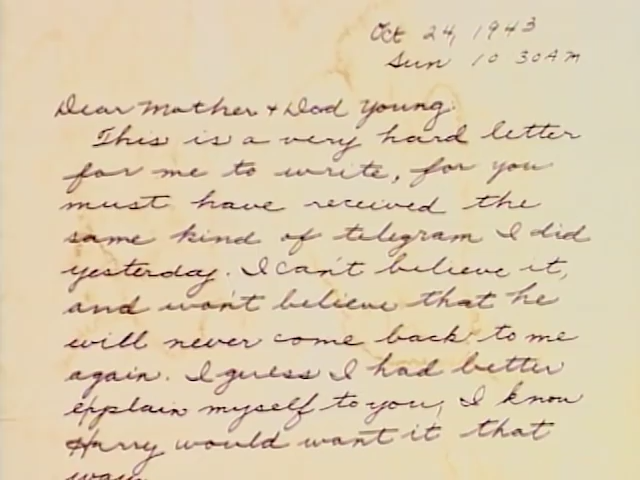 Oct 24, 1943
Sun 10 30 AM
Dear Mother + Dad Young.
This is a very hard letter
for me to write, for you
must have received the
same kind of telegram I did
yesterday. I can't believe it,
and won't believe that he
will never come back to me
again. I guess I had better
explain myself to you, I know
Harry would want it that
way